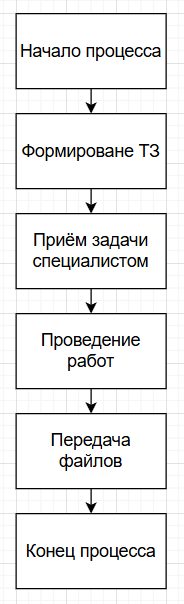 Начало процесса
Формироване ТЗ
Приём задачи
специалистом
Проведение
работ
Передача
файлов
Конец процесса